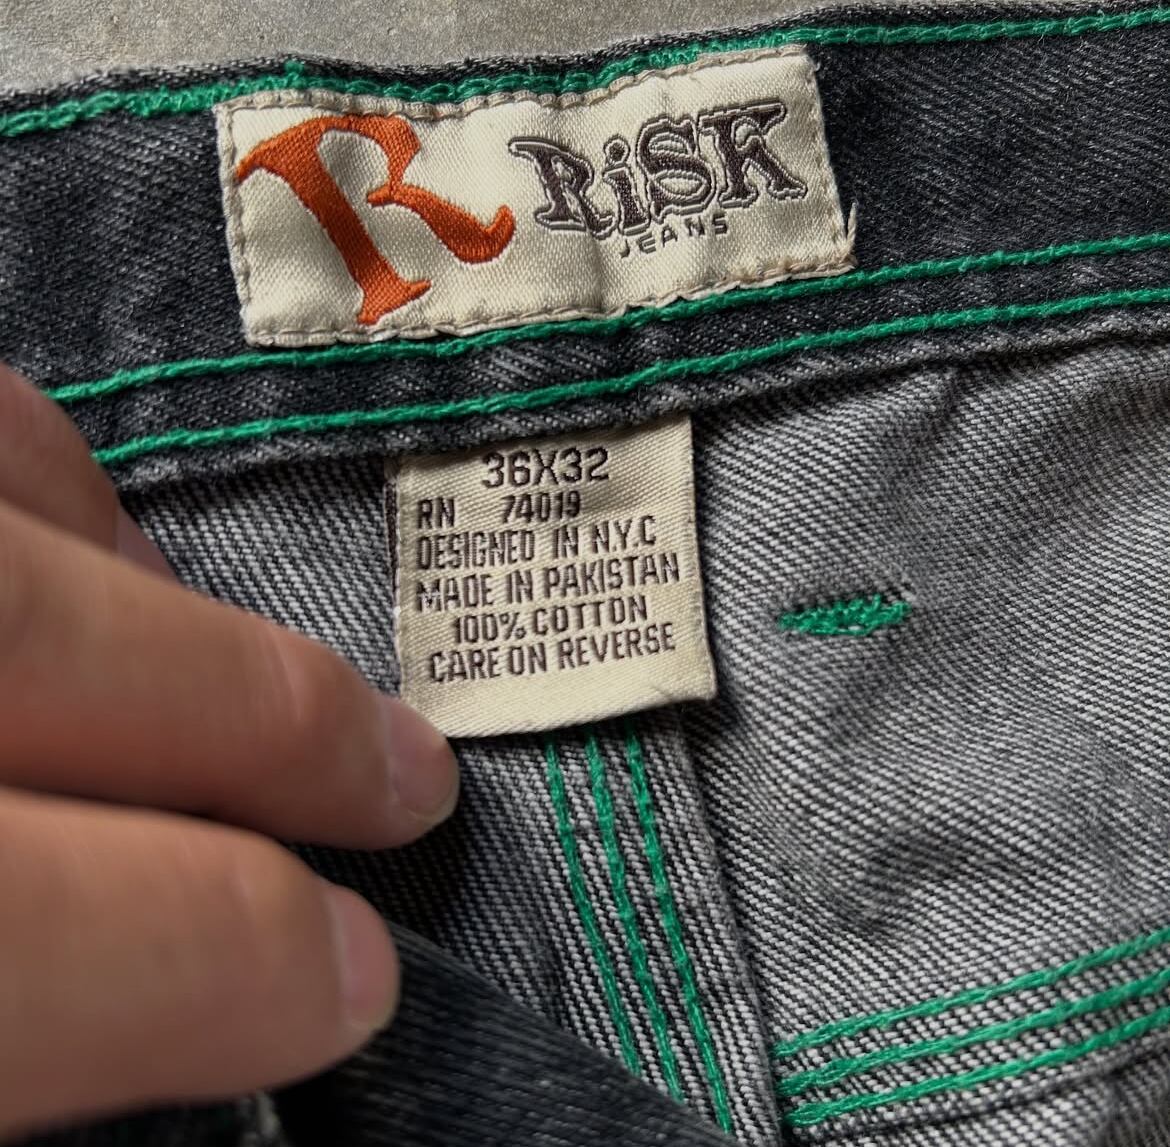 R RiSK
JEANS
36X32
RN 74019
DESIGNED IN N.Y.C
MADE IN PAKISTAN
100% COTTON
CARE ON REVERSE